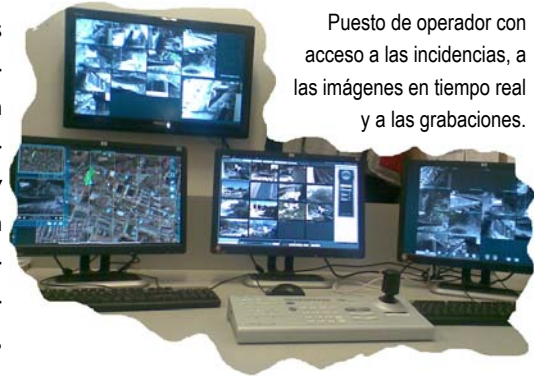 Puesto de operador con
acceso a las incidencias, a
las imágenes en tiempo real
y a las grabaciones.